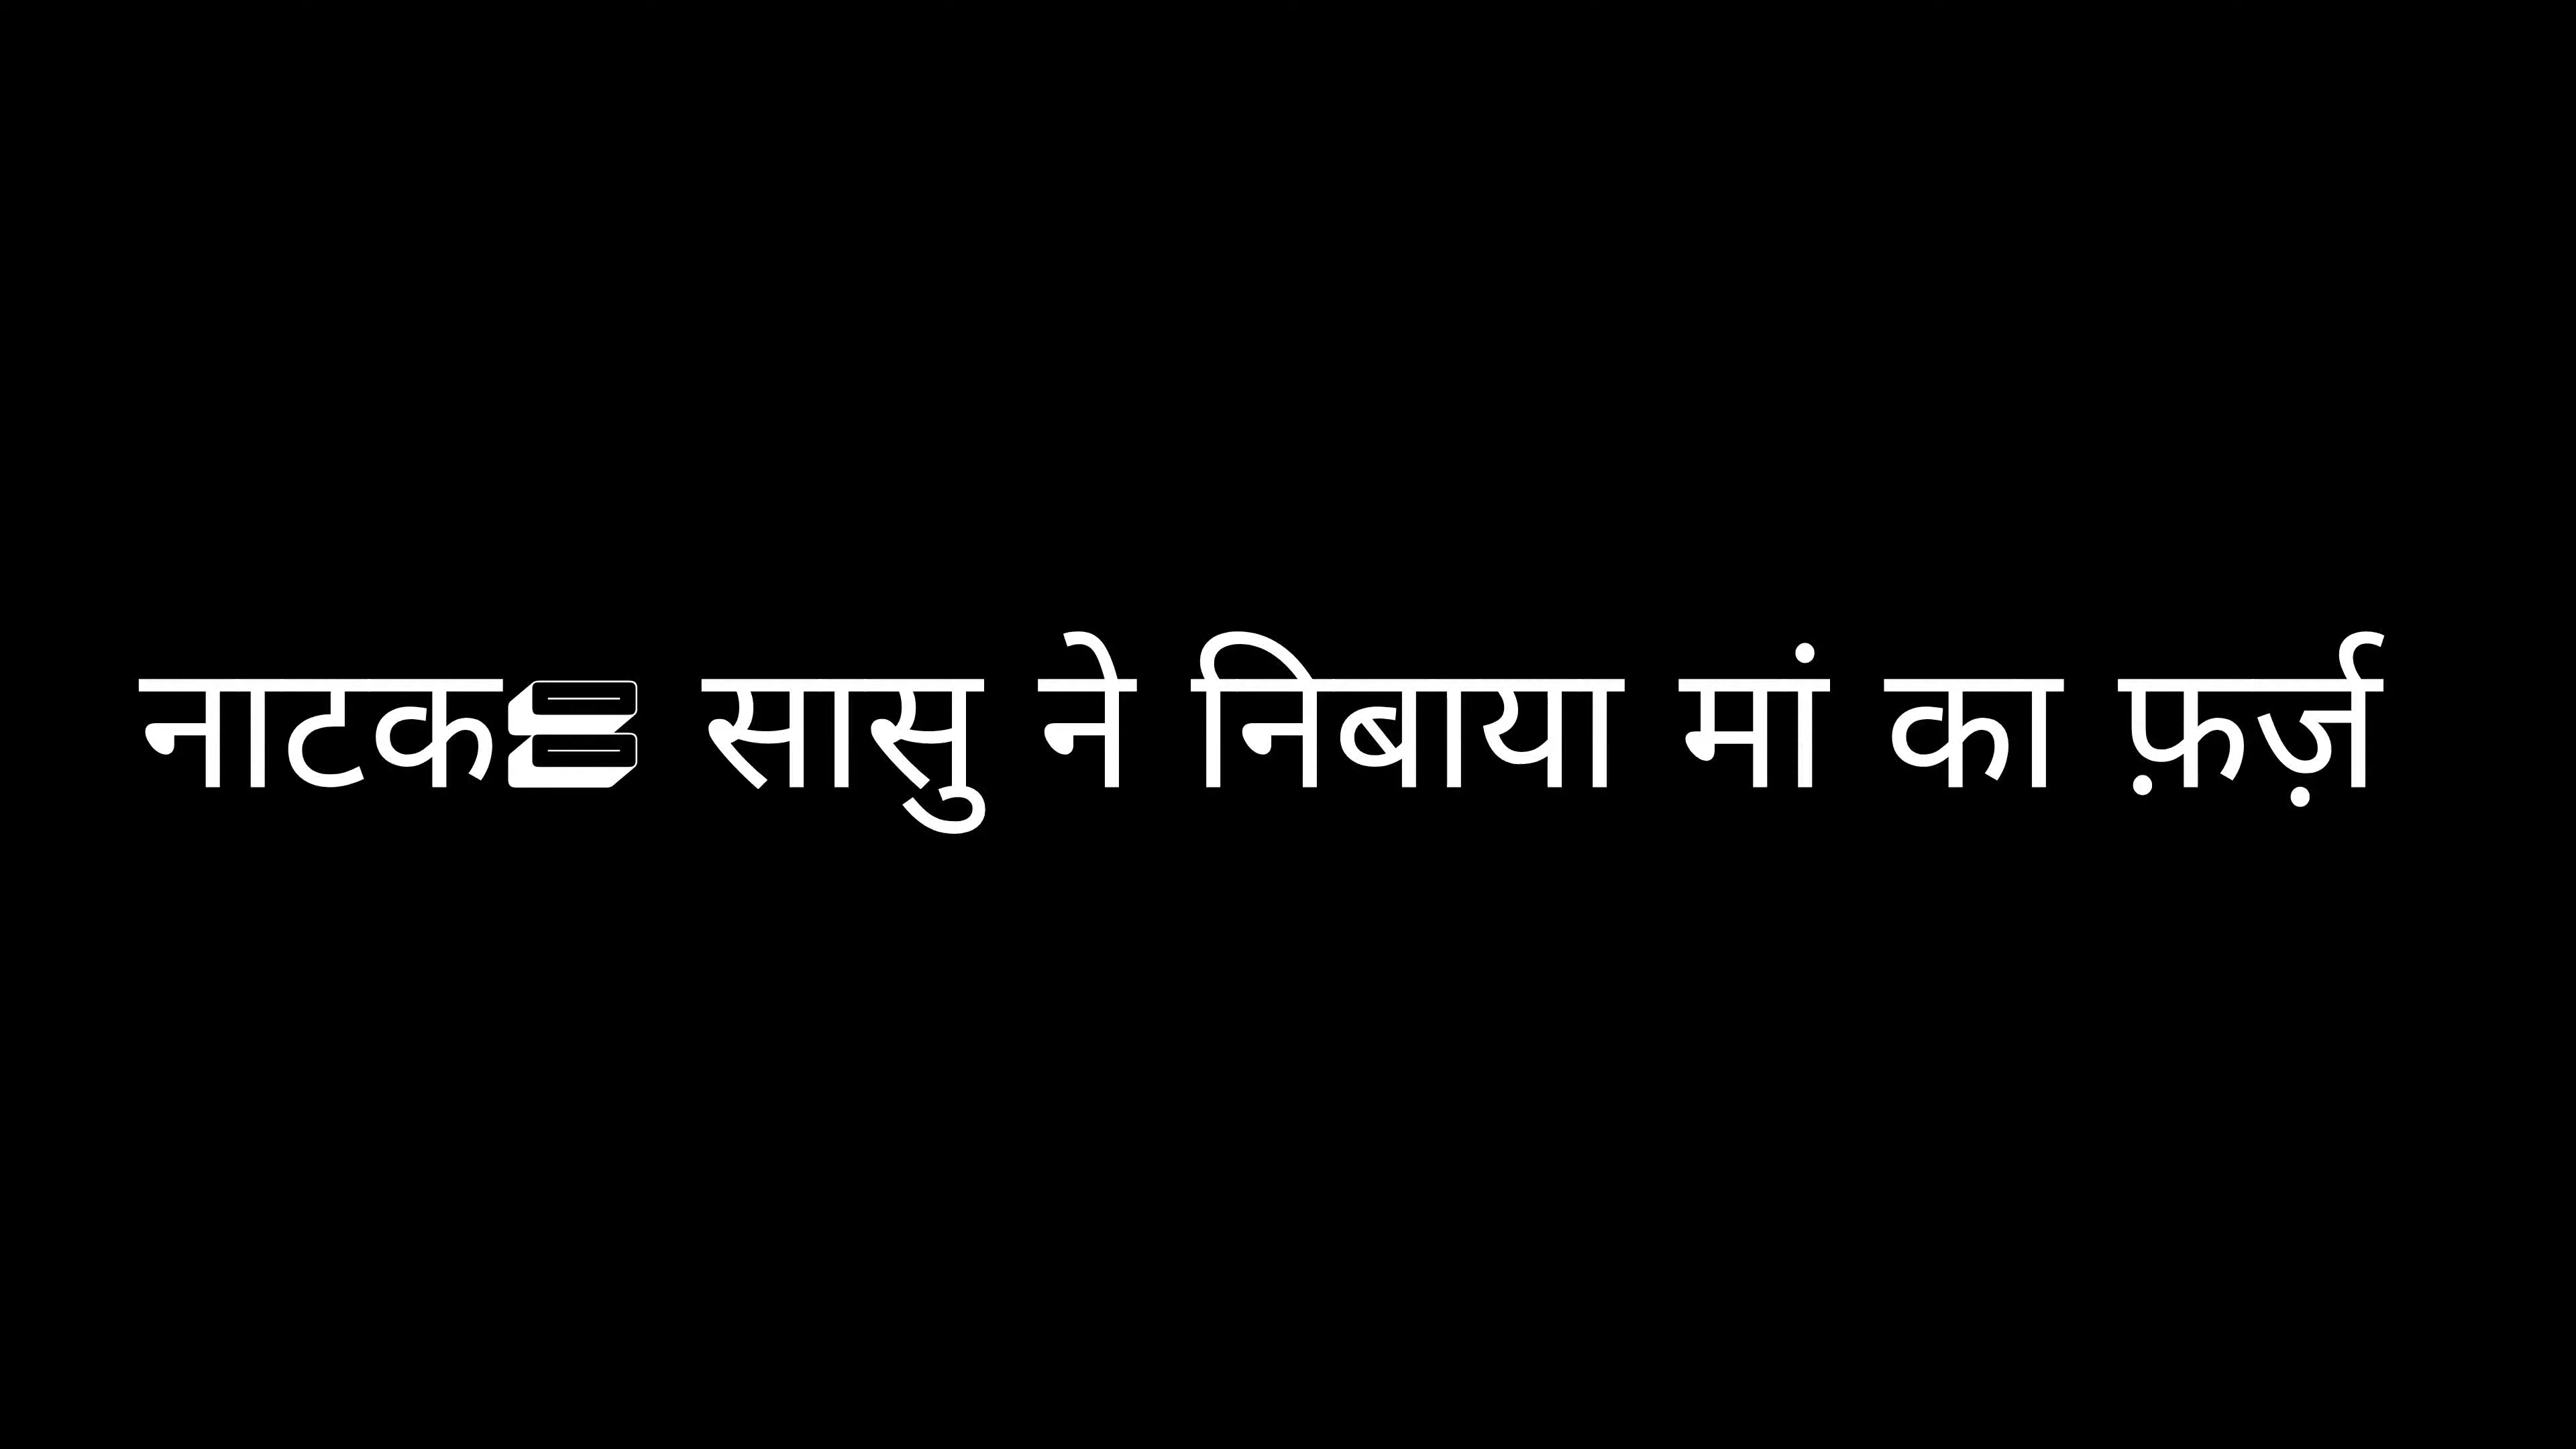 नाटक= सासु ने निबाया मां का फ़र्ज़